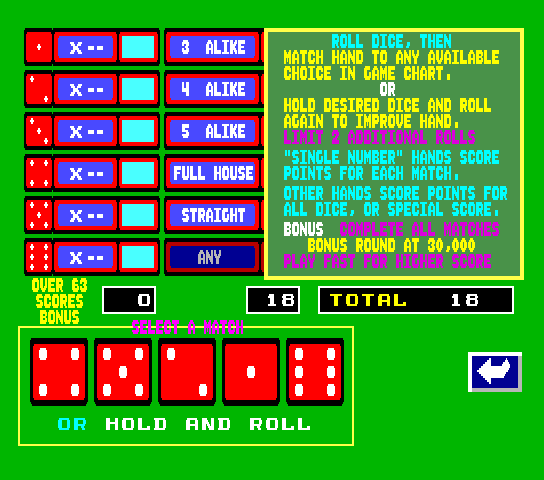 X -- 3 ALIKE
X -- 4 ALIKE
X -- 5 ALIKE
X -- FULL HOUSE
X -- STRAIGHT
X -- ANY
ROLL DICE, THEN
MATCH HAND TO ANY AVAILABLE
CHOICE IN GAME CHART.
OR
HOLD DESIRED DICE AND ROLL
AGAIN TO IMPROVE HAND.
LIMIT 2 ADDITIONAL ROLLS
"SINGLE NUMBER" HANDS SCORE
POINTS FOR EACH MATCH.
OTHER HANDS SCORE POINTS FOR
ALL DICE, OR SPECIAL SCORE.
BONUS COMPLETE ALL MATCHES
BONUS ROUND AT 30,000
PLAY FAST FOR HIGHER SCORE
OVER 63
SCORES
BONUS
0 18 TOTAL 18
SELECT A MATCH
OR HOLD AND ROLL